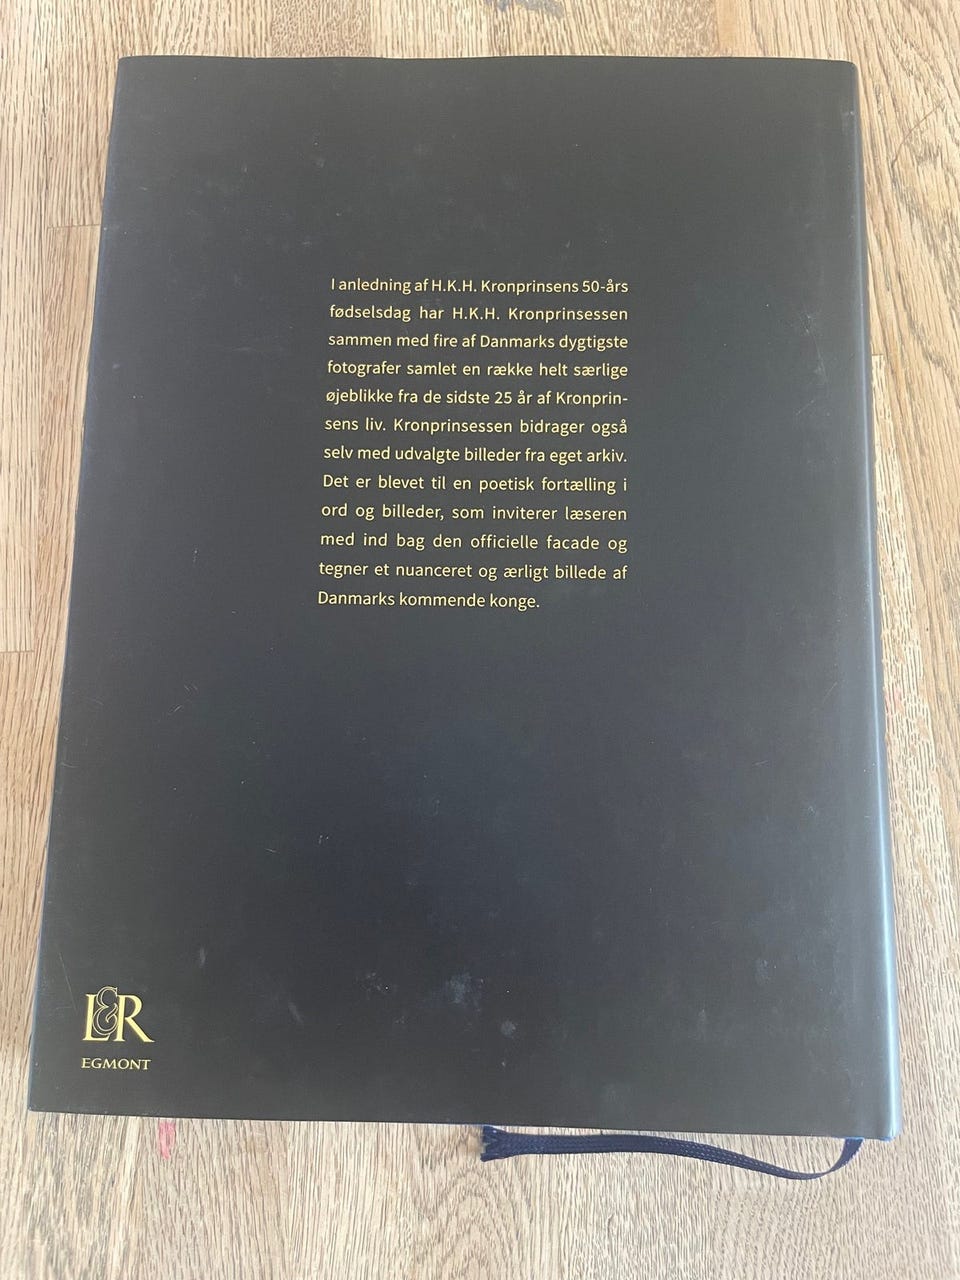 I anledning af H.K.H. Kronprinsens 50-års
fødselsdag har H.K.H. Kronprinsessen
sammen med fire af Danmarks dygtigste
fotografer samlet en række helt særlige
øjeblikke fra de sidste 25 år af Kronprin-
sens liv. Kronprinsessen bidrager også
selv med udvalgte billeder fra eget arkiv.
Det er blevet til en poetisk fortælling i
ord og billeder, som inviterer læseren
med ind bag den officielle facade og
tegner et nuanceret og ærligt billede af
Danmarks kommende konge.
L&R
EGMONT